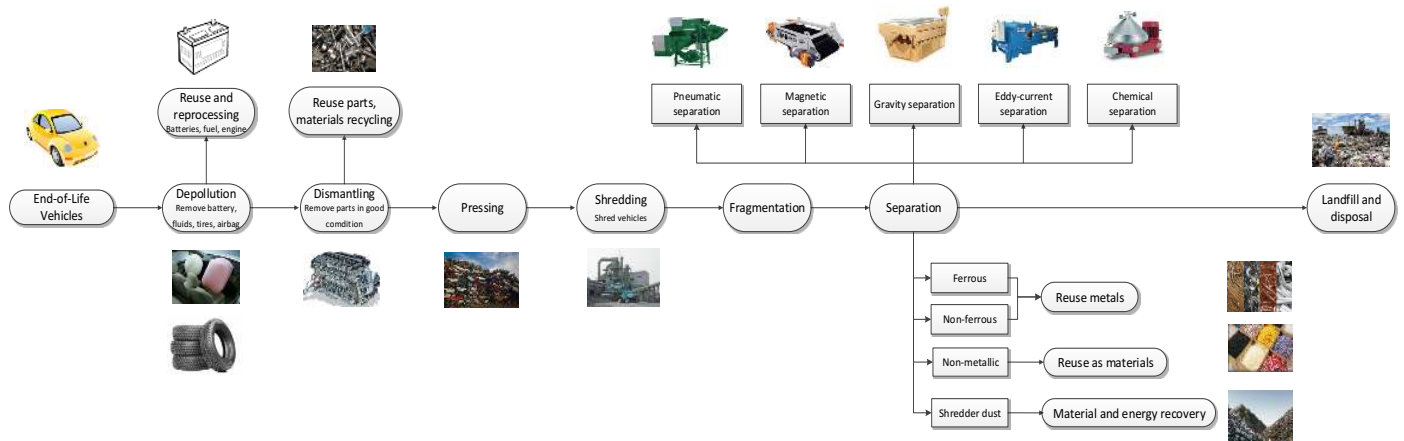 Reuse and
reprocessing
Batteries, fuel, engine
Reuse parts,
materials recycling
Pneumatic
separation
Magnetic
separation
Gravity separation
Eddy-current
separation
Chemical
separation
End-of-Life
Vehicles
Depollution
Remove battery,
fluids, tires, airbag
Dismantling
Remove parts in good
comdition
Pressing
Shredding
Shred vehicles
Fragmentation
Separation
Landfill and
disposal
Ferrous
Non-ferrous
Reuse metals
Non-metallic
Reuse as materials
Shredder dust
Material and energy recovery